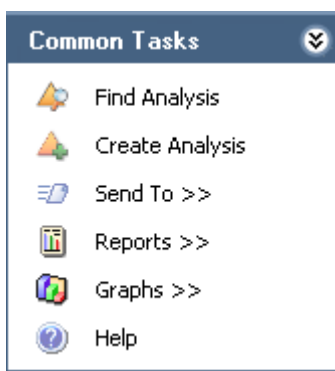 Common Tasks
Find Analysis
Create Analysis
Send To >>
Reports >>
Graphs >>
Help